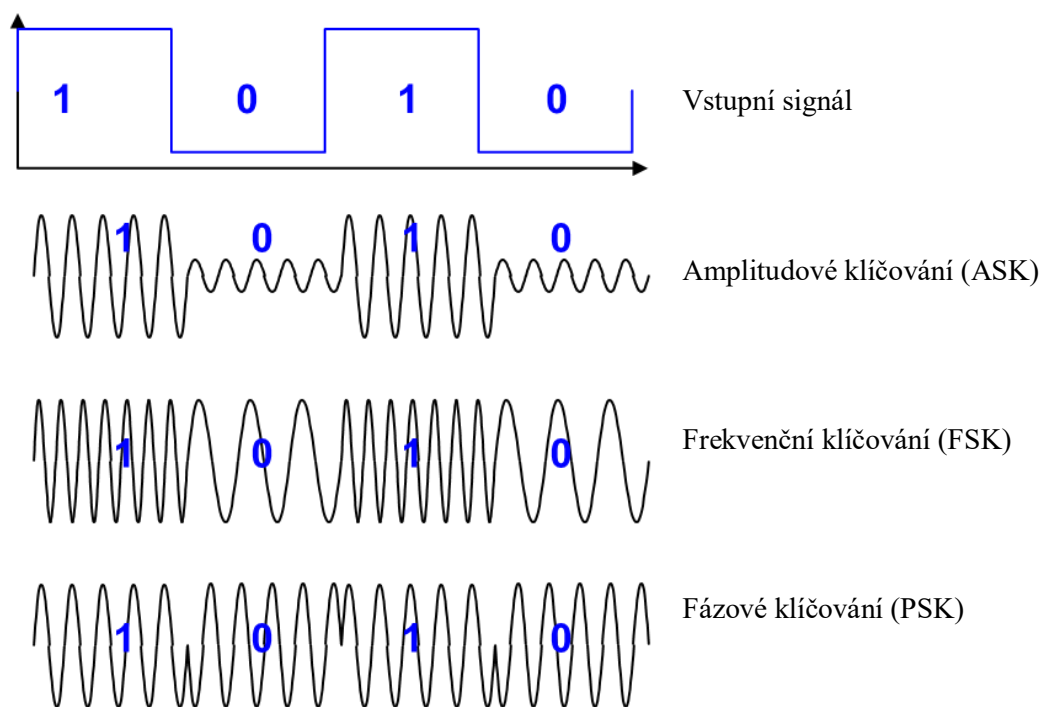 1 0 1 0 Vstupní signál
1 0 1 0
Amplitudové klíčování (ASK)
1 0 1 0
Frekvenční klíčování (FSK)
1 0 1 0
Fázové klíčování (PSK)